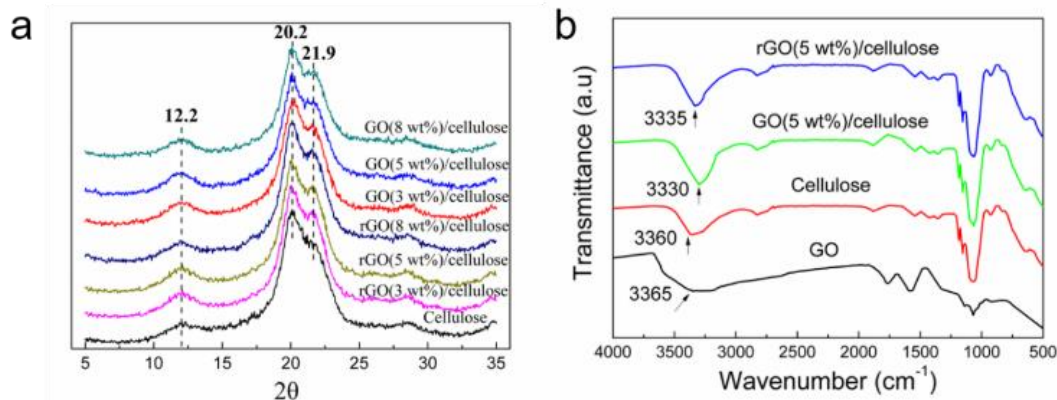 a
20.2
21.9
12.2
GO(8 wt%)/cellulose
GO(5 wt%)/cellulose
GO(3 wt%)/cellulose
rGO(8 wt%)/cellulose
rGO(5 wt%)/cellulose
rGO(3 wt%)/cellulose
Cellulose
5 10 15 20 25 30 35
2θ
b
Transmittance (a.u)
rGO(5 wt%)/cellulose
3335
GO(5 wt%)/cellulose
3330
Cellulose
3360
GO
3365
4000 3500 3000 2500 2000 1500 1000 500
Wavenumber (cm⁻¹)